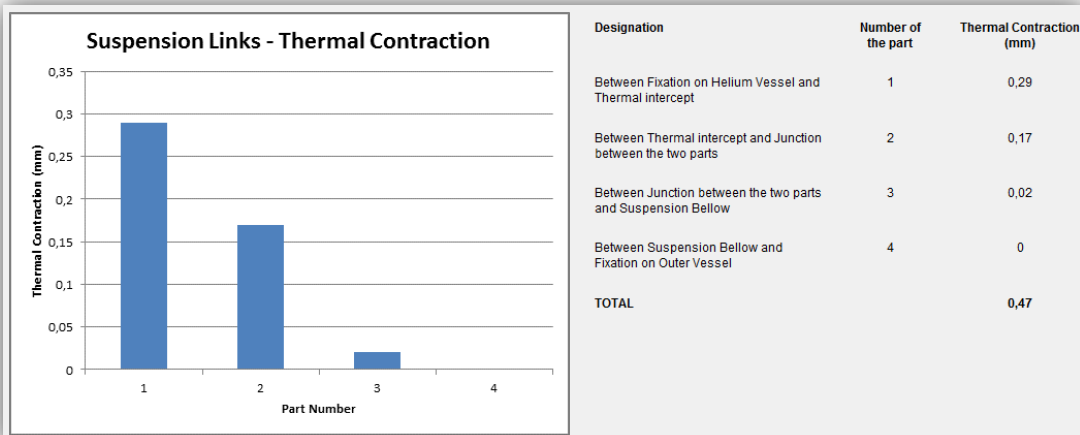 Suspension Links - Thermal Contraction
Thermal Contraction (mm)
0,35
0,3
0,25
0,2
0,15
0,1
0,05
0
1
2
3
4
Part Number
Designation
Number of
the part
Thermal Contraction
(mm)
Between Fixation on Helium Vessel and
Thermal intercept
1
0,29
Between Thermal intercept and Junction
between the two parts
2
0,17
Between Junction between the two parts
and Suspension Bellow
3
0,02
Between Suspension Bellow and
Fixation on Outer Vessel
4
0
TOTAL
0,47